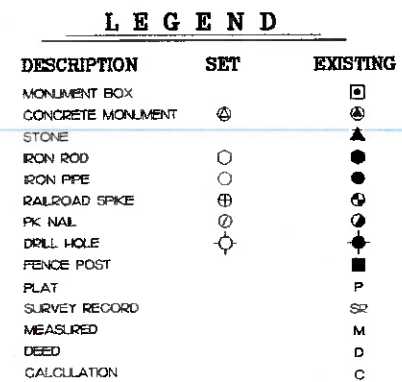 LEGEND
DESCRIPTION SET EXISTING
MONUMENT BOX
CONCRETE MONUMENT
STONE
IRON ROD
IRON PIPE
RAILROAD SPIKE
PK NAIL
DRILL HOLE
FENCE POST
PLAT P
SURVEY RECORD SR
MEASURED M
DEED D
CALCULATION C